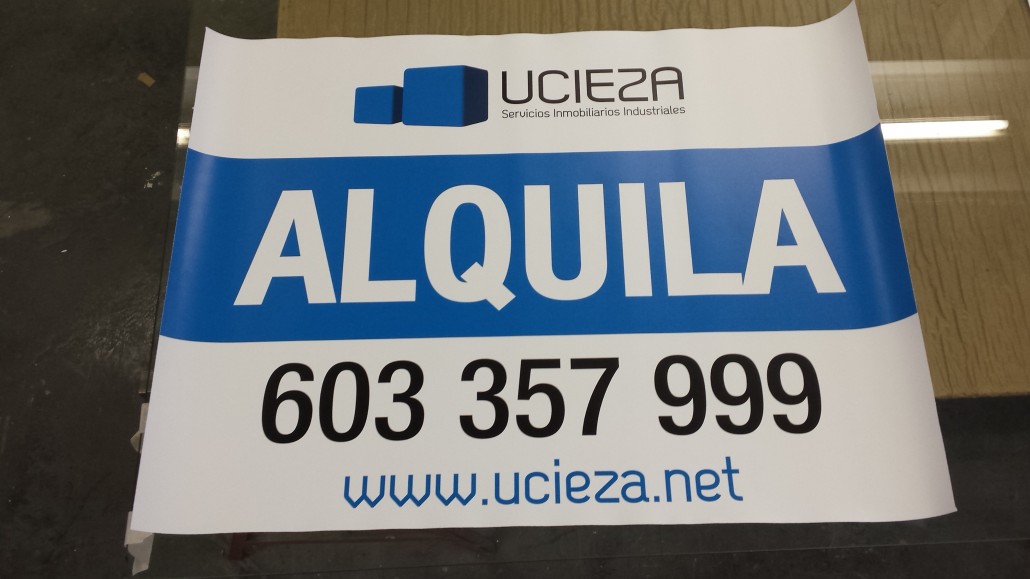 UCIEZA
Servicios Inmobiliarios Industriales
ALQUILA
603 357 999
www.ucieza.net